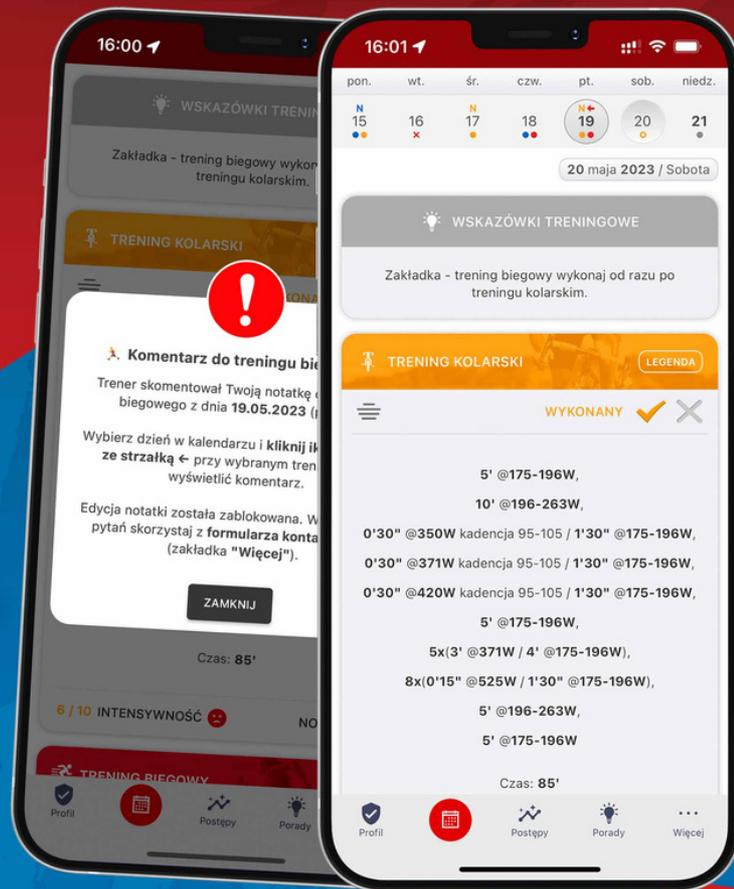 16:00
WSKAZÓWKI TRENIN
Zakładka - trening biegowy wykon
treningu kolarskim.
TRENING KOLARSKI
KONA
Komentarz do treningu bie
Trener skomentował Twoją notatkę
biegowego z dnia 19.05.2023 (
Wybierz dzień w kalendarzu i kliknij ik
ze strzałką ← przy wybranym tren
wyświetlić komentarz.
Edycja notatki została zablokowana. W
pytań skorzystaj z formularza konta
(zakładka "Więcej").
ZAMKNIJ
Czas: 85'
6 / 10 INTENSYWNOŚĆ
NO
TRENING BIEGOWY
Profil
Postępy
Porady
16:01
pon. wt. śr. czw. pt. sob. niedz.
N N N←
15 16 17 18 19 20 21
20 maja 2023 / Sobota
WSKAZÓWKI TRENINGOWE
Zakładka - trening biegowy wykonaj od razu po
treningu kolarskim.
TRENING KOLARSKI LEGENDA
WYKONANY
5' @175-196W,
10' @196-263W,
0'30" @350W kadencja 95-105 / 1'30" @175-196W,
0'30" @371W kadencja 95-105 / 1'30" @175-196W,
0'30" @420W kadencja 95-105 / 1'30" @175-196W,
5' @175-196W,
5x(3' @371W / 4' @175-196W),
8x(0'15" @525W / 1'30" @175-196W),
5' @196-263W,
5' @175-196W
Czas: 85'
Profil Postępy Porady Więcej